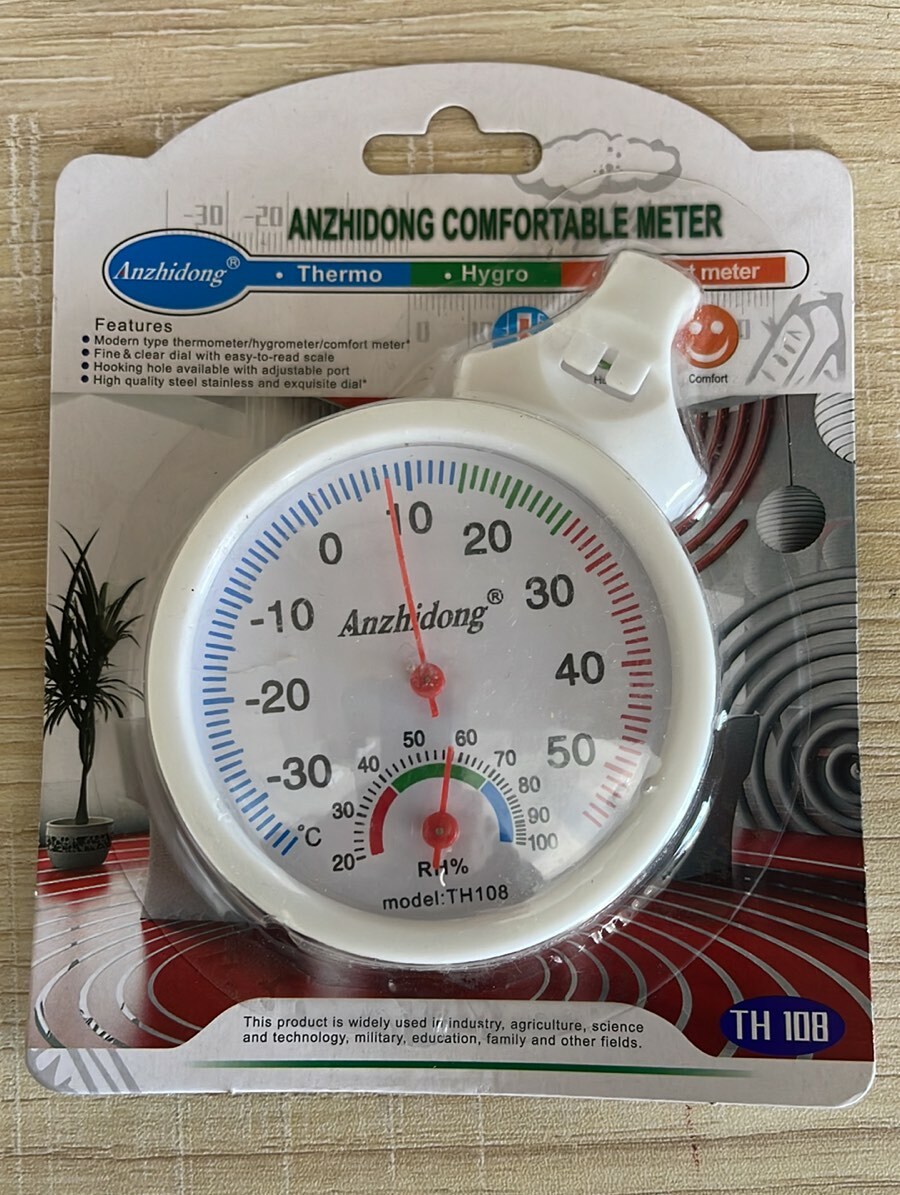 -30 -20
ANZHIDONG COMFORTABLE METER
Anzhidong® • Thermo • Hygro t meter
Features
• Modern type thermometer/hygrometer/comfort meter*
• Fine & clear dial with easy-to-read scale
• Hooking hole available with adjustable port
• High quality steel stainless and exquisite dial*
0 10
Comfort
10
0 20
-10 30
Anzhidong®
-20 40
-30 50
°C
50 60
40 70
30 80
90
20 100
RH%
model:TH108
This product is widely used in industry, agriculture, science
and technology, military, education, family and other fields.
TH 108